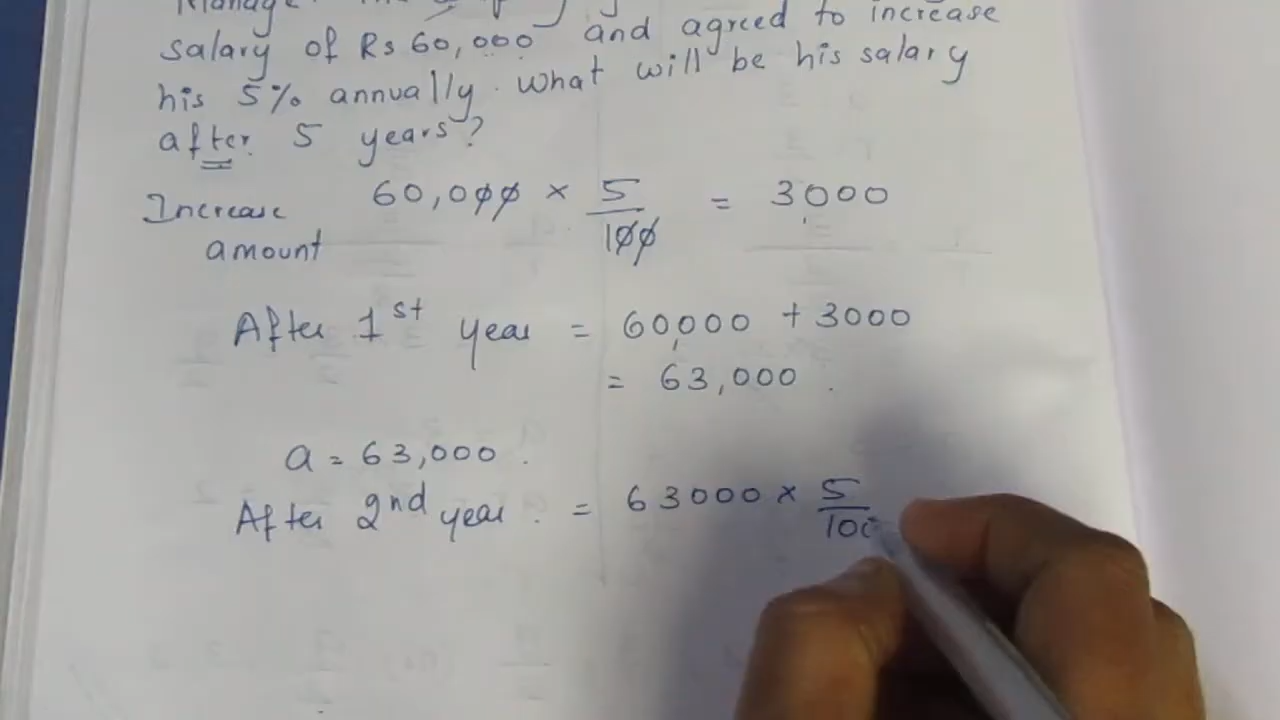 salary of Rs 60,000 and agreed to increase
his 5% annually. What will be his salary
after 5 years?
Increase amount 60,000 × 5/100 = 3000
After 1st year = 60000 + 3000
= 63,000.
a = 63,000.
After 2nd year. = 63000 × 5/100